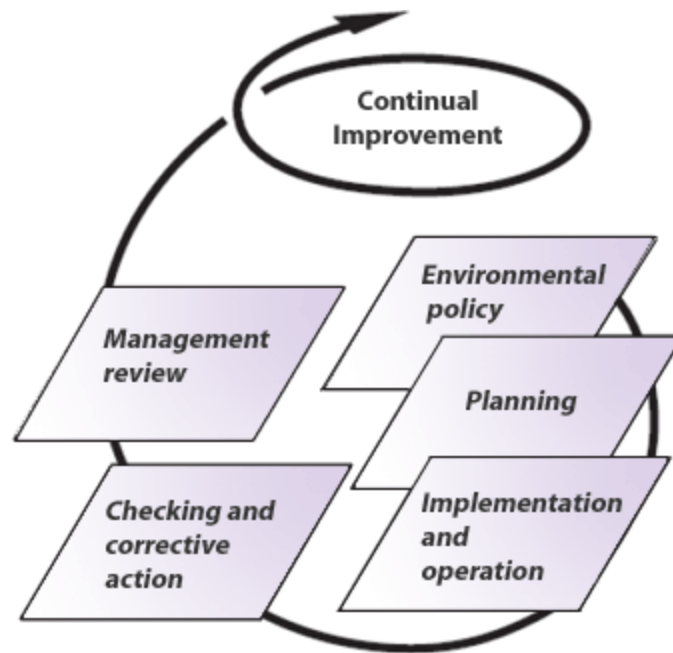 Continual
Improvement
Environmental
policy
Planning
Implementation
and
operation
Checking and
corrective
action
Management
review